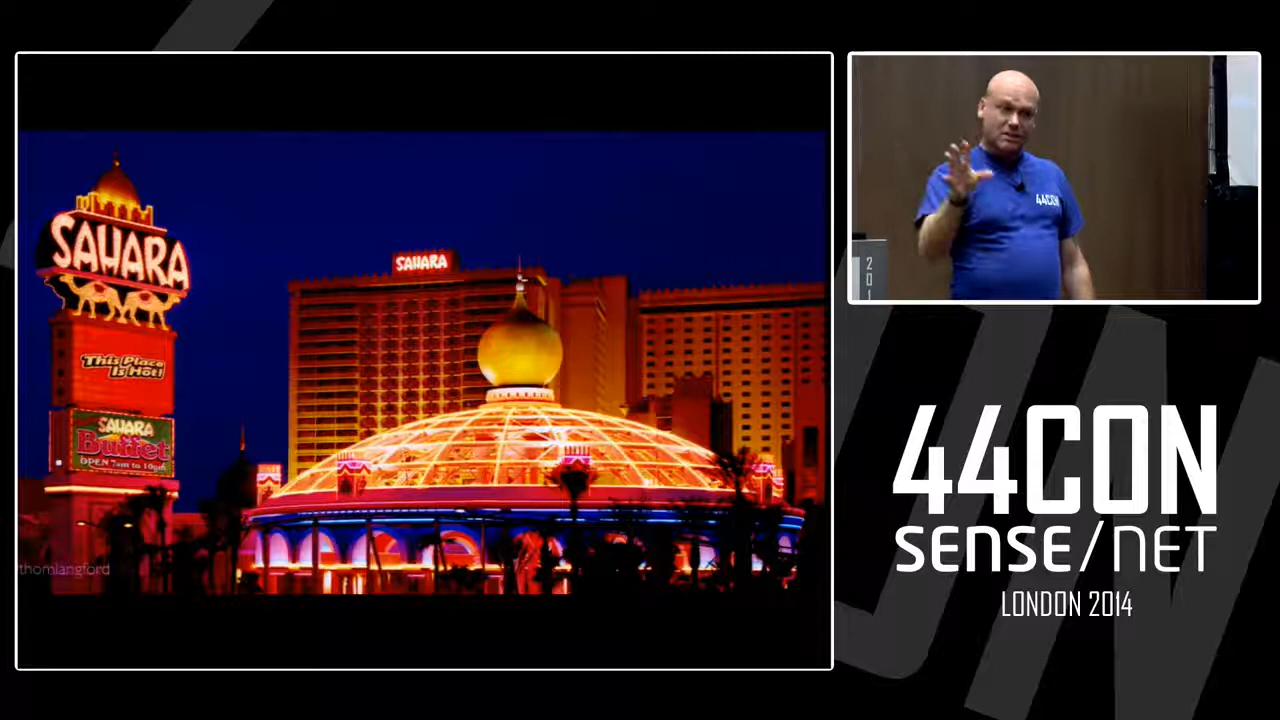 SAHARA
This Place
Is Hot!
SAHARA
Buffet
OPEN 7am to 10pm
SAHARA
thomlangford
44CON
201
44CON
SENSE/NET
LONDON 2014